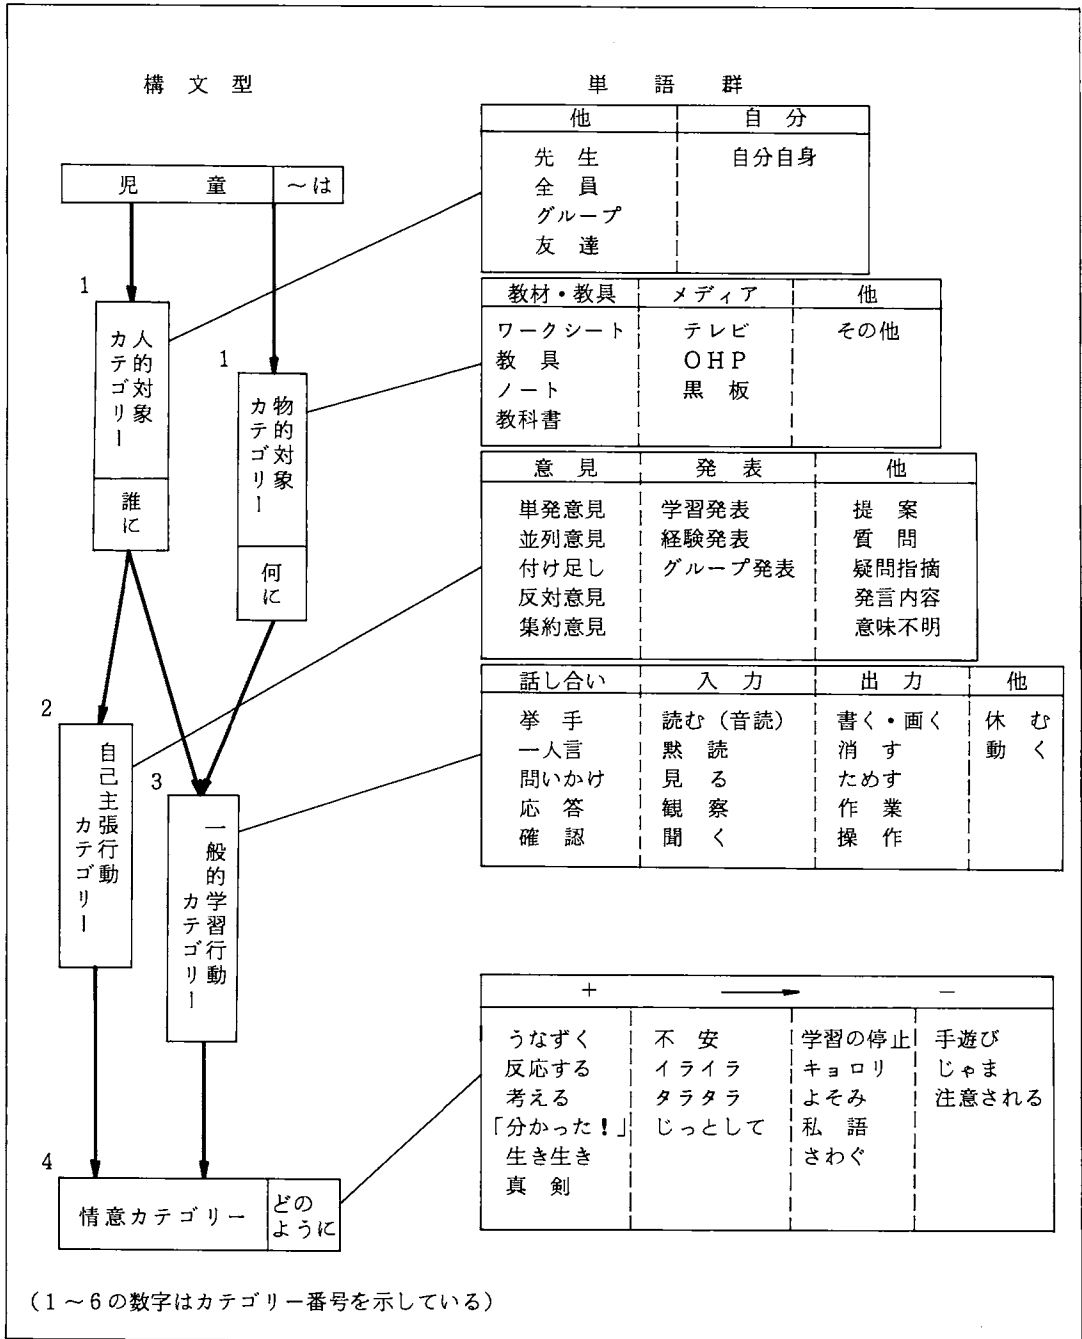 構文型
単語群
児童 〜は
1
人的対象
カテゴリー
誰に
1
物的対象
カテゴリー
何に
2
自己主張行動
カテゴリー
3
一般的学習行動
カテゴリー
4
情意カテゴリー
どの
ように
他 自分
先生 自分自身
全員
グループ
友達
教材・教具 メディア 他
ワークシート テレビ その他
教具 OHP
ノート 黒板
教科書
意見 発表 他
単発意見 学習発表 提案
並列意見 経験発表 質問
付け足し グループ発表 疑問指摘
反対意見 発言内容
集約意見 意味不明
話し合い 入力 出力 他
挙手 読む(音読) 書く・画く 休む
一人言 黙読 消す 動く
問いかけ 見る ためす
応答 観察 作業
確認 聞く 操作
+ −
うなずく 不安 学習の停止 手遊び
反応する イライラ キョロリ じゃま
考える タラタラ よそみ 注意される
「分かった!」 じっとして 私語
生き生き さわぐ
真剣
(1〜6の数字はカテゴリー番号を示している)